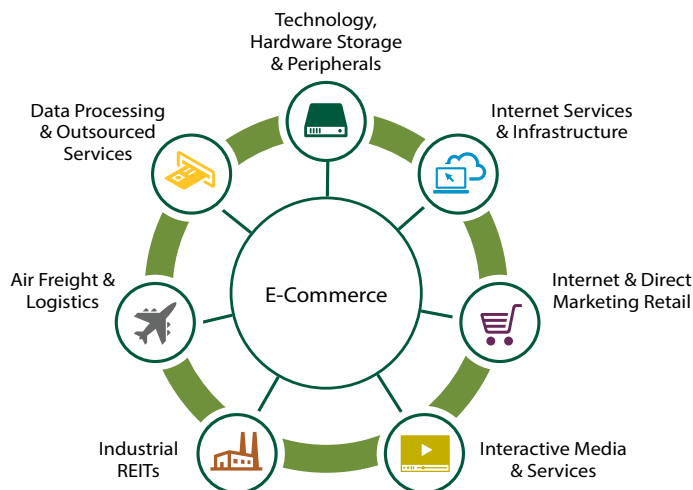 Technology,
Hardware Storage
& Peripherals
Data Processing
& Outsourced
Services
Internet Services
& Infrastructure
Air Freight &
Logistics
E-Commerce
Internet & Direct
Marketing Retail
Industrial
REITs
Interactive Media
& Services